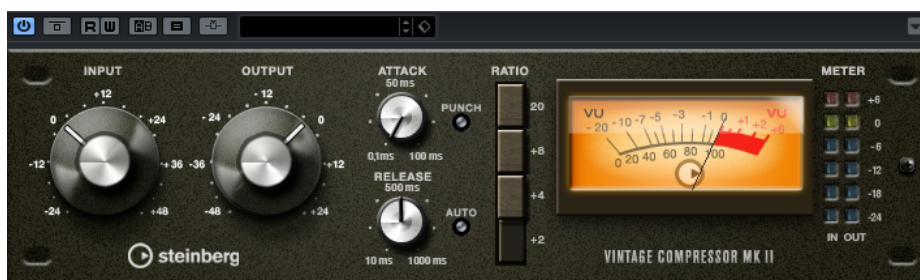 R W AB
INPUT
+12
0 +24
-12 +36
-24 +48
OUTPUT
-12
-24 0
-36 +12
-48 +24
ATTACK
50 ms
PUNCH
0,1ms 100 ms
RELEASE
500 ms
AUTO
10 ms 1000 ms
RATIO
20
+8
+4
+2
VU VU
-20 -10 -7 -5 -3 -1 0 +1 +2 +6
0 20 40 60 80 100
METER
+6
0
-6
-12
-18
-24
IN OUT
steinberg
VINTAGE COMPRESSOR MK II